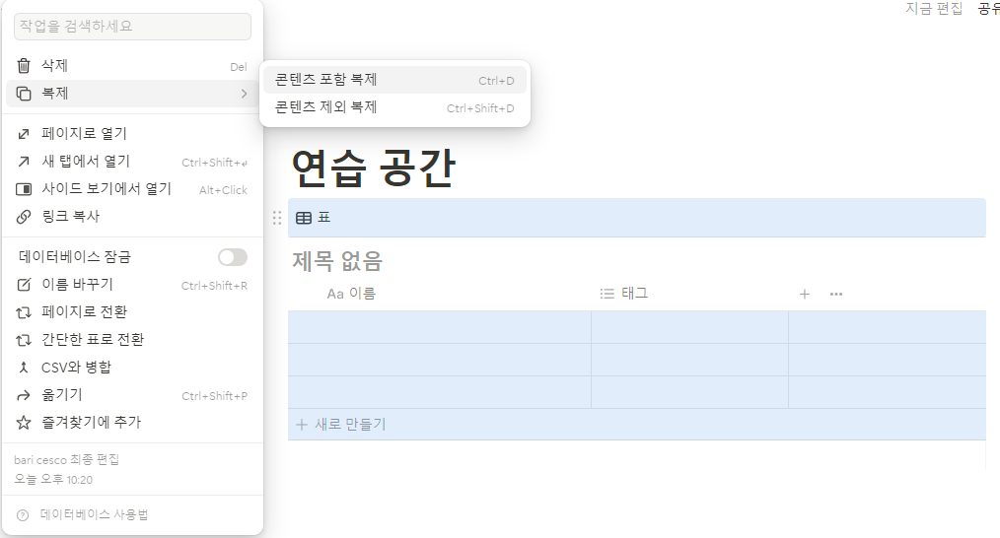 작업을 검색하세요
삭제 Del
복제
페이지로 열기
새 탭에서 열기 Ctrl+Shift+↵
사이드 보기에서 열기 Alt+Click
링크 복사
데이터베이스 잠금
이름 바꾸기 Ctrl+Shift+R
페이지로 전환
간단한 표로 전환
CSV와 병합
옮기기 Ctrl+Shift+P
즐겨찾기에 추가
bari cesco 최종 편집
오늘 오후 10:20
데이터베이스 사용법
콘텐츠 포함 복제 Ctrl+D
콘텐츠 제외 복제 Ctrl+Shift+D
지금 편집 공유
연습 공간
표
제목 없음
Aa 이름 태그
새로 만들기